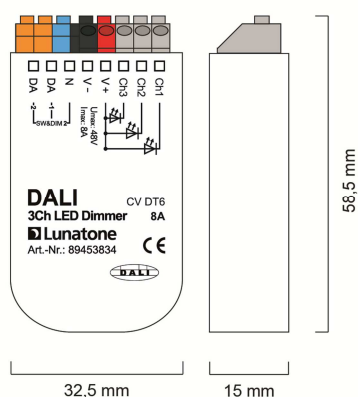 DA
DA
N
V -
V +
Ch3
Ch2
Ch1
-2- -1- 2
SW&DIM
Umax: 48V
Imax: 8A
DALI CV DT6
3Ch LED Dimmer 8A
Lunatone
Art.-Nr.: 89453834 CE
DALI
58,5 mm
32,5 mm
15 mm